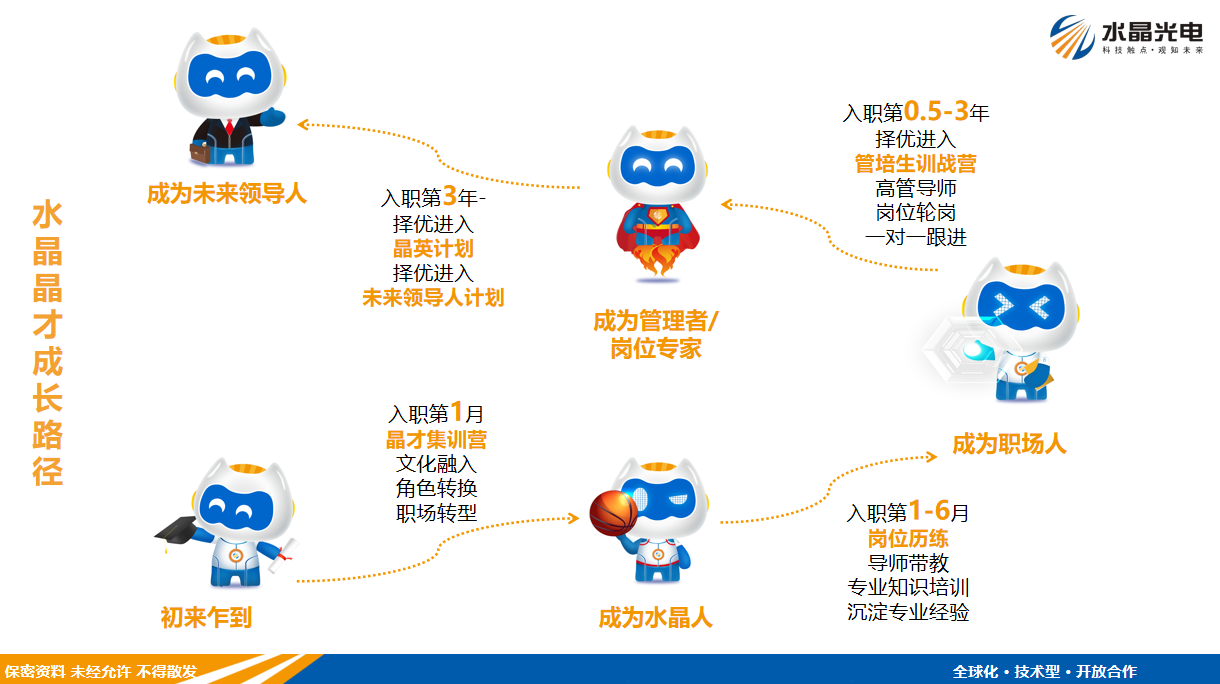 水晶光电
科技触点·观知未来
水晶晶才成长路径
初来乍到
入职第1月
晶才集训营
文化融入
角色转换
职场转型
成为水晶人
入职第1-6月
岗位历练
导师带教
专业知识培训
沉淀专业经验
成为职场人
入职第0.5-3年
择优进入
管培生训战营
高管导师
岗位轮岗
一对一跟进
成为管理者/
岗位专家
入职第3年-
择优进入
晶英计划
择优进入
未来领导人计划
成为未来领导人
保密资料 未经允许 不得散发
全球化·技术型·开放合作